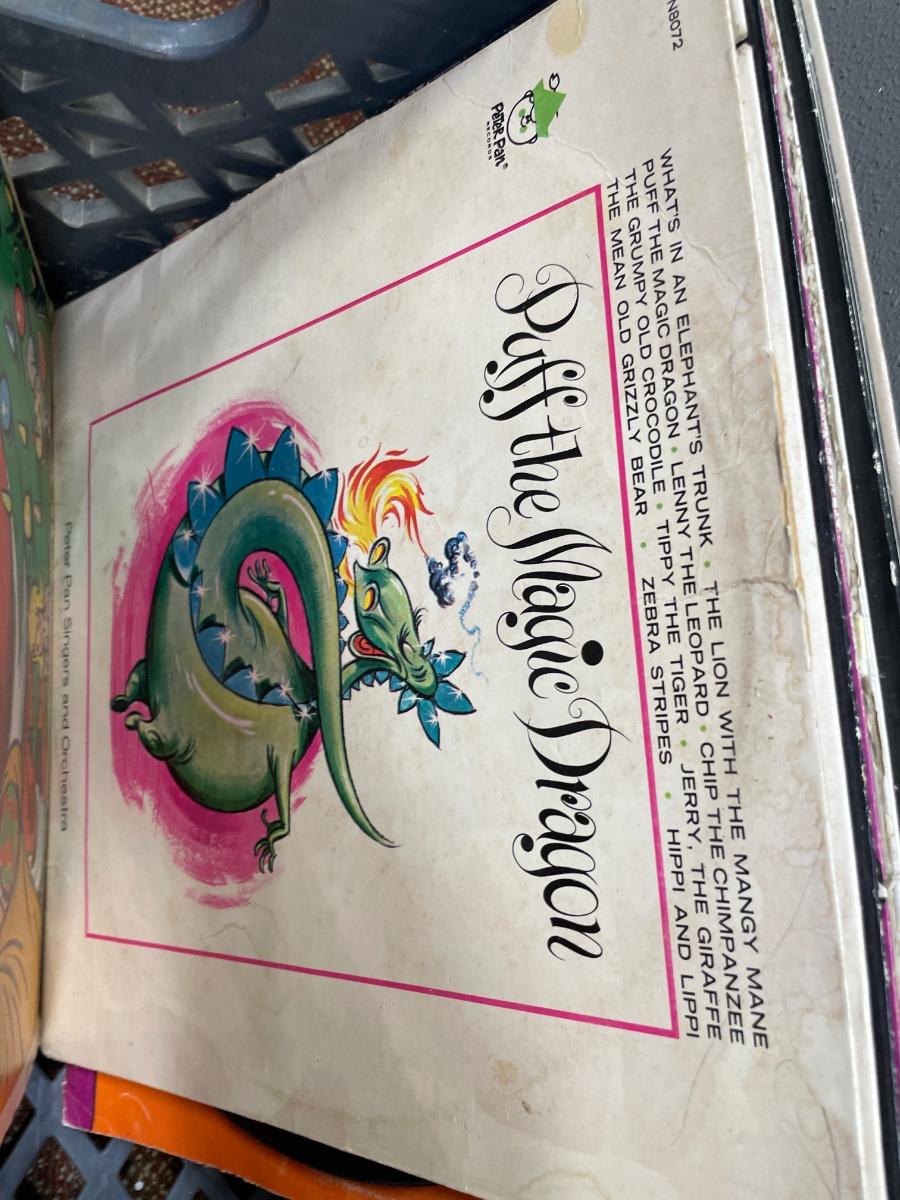 N8072
Peter Pan®
RECORDS
WHAT'S IN AN ELEPHANT'S TRUNK • THE LION WITH THE MANGY MANE
PUFF THE MAGIC DRAGON • LENNY THE LEOPARD • CHIP THE CHIMPANZEE
THE GRUMPY OLD CROCODILE • TIPPY THE TIGER • JERRY, THE GIRAFFE
THE MEAN OLD GRIZZLY BEAR • ZEBRA STRIPES • HIPPI AND LIPPI
Puff the Magic Dragon
Peter Pan Singers and Orchestra